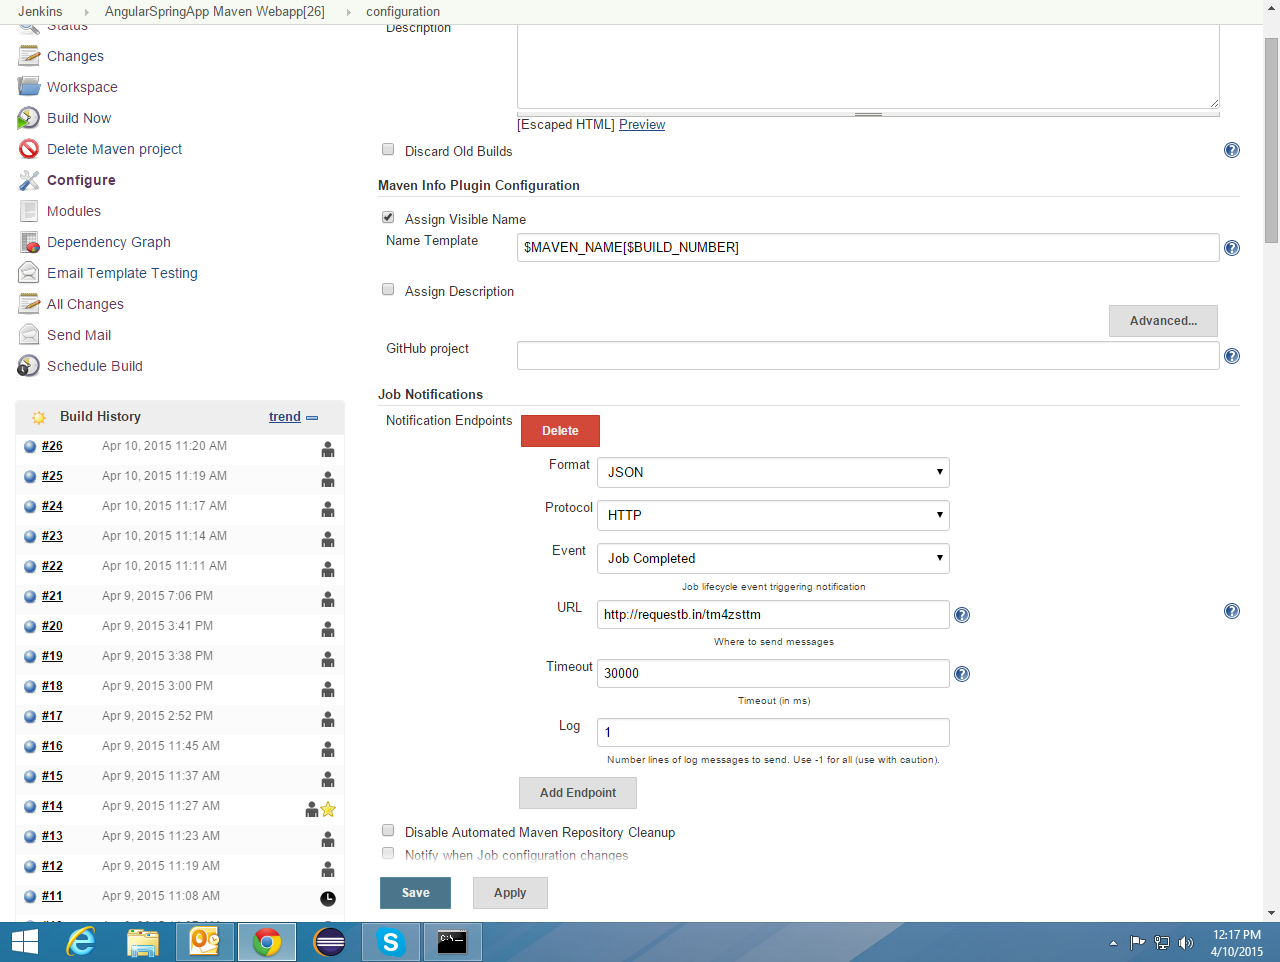 Jenkins AngularSpringApp Maven Webapp[26] configuration
Status
Changes
Workspace
Build Now
Delete Maven project
Configure
Modules
Dependency Graph
Email Template Testing
All Changes
Send Mail
Schedule Build
Build History trend
#26 Apr 10, 2015 11:20 AM
#25 Apr 10, 2015 11:19 AM
#24 Apr 10, 2015 11:17 AM
#23 Apr 10, 2015 11:14 AM
#22 Apr 10, 2015 11:11 AM
#21 Apr 9, 2015 7:06 PM
#20 Apr 9, 2015 3:41 PM
#19 Apr 9, 2015 3:38 PM
#18 Apr 9, 2015 3:00 PM
#17 Apr 9, 2015 2:52 PM
#16 Apr 9, 2015 11:45 AM
#15 Apr 9, 2015 11:37 AM
#14 Apr 9, 2015 11:27 AM
#13 Apr 9, 2015 11:23 AM
#12 Apr 9, 2015 11:19 AM
#11 Apr 9, 2015 11:08 AM
Description
[Escaped HTML] Preview
Discard Old Builds
Maven Info Plugin Configuration
Assign Visible Name
Name Template $MAVEN_NAME[$BUILD_NUMBER]
Assign Description
Advanced...
GitHub project
Job Notifications
Notification Endpoints Delete
Format JSON
Protocol HTTP
Event Job Completed
Job lifecycle event triggering notification
URL http://requestb.in/tm4zsttm
Where to send messages
Timeout 30000
Timeout (in ms)
Log 1
Number lines of log messages to send. Use -1 for all (use with caution).
Add Endpoint
Disable Automated Maven Repository Cleanup
Notify when Job configuration changes
Save Apply
12:17 PM
4/10/2015